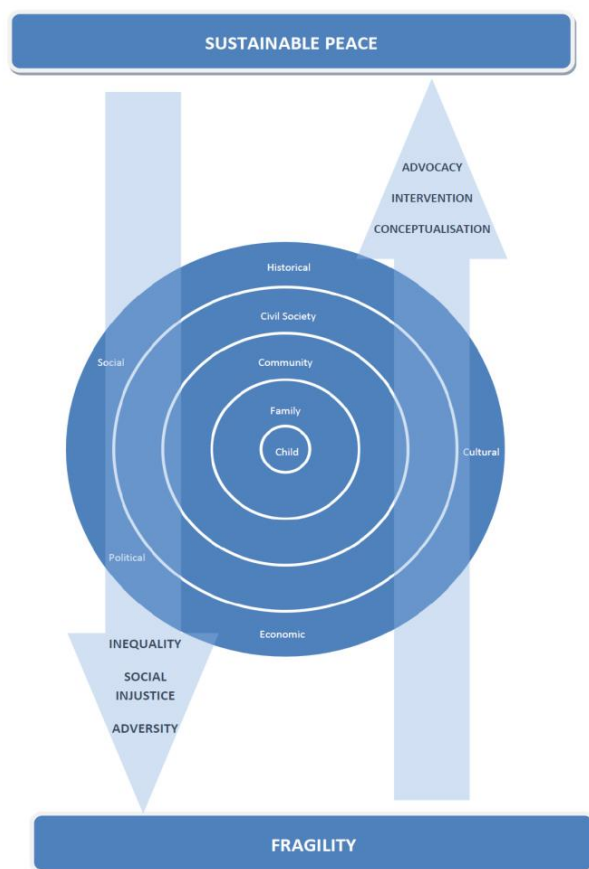 SUSTAINABLE PEACE
ADVOCACY
INTERVENTION
CONCEPTUALISATION
Historical
Civil Society
Social
Community
Family
Child
Cultural
Political
Economic
INEQUALITY
SOCIAL
INJUSTICE
ADVERSITY
FRAGILITY